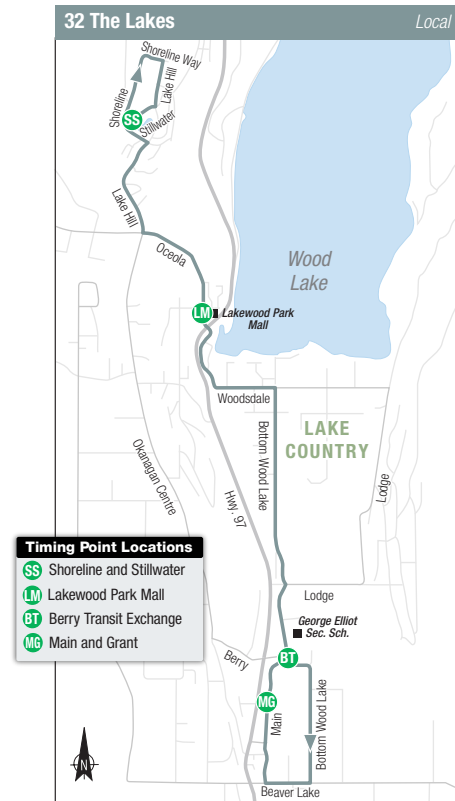 32 The Lakes
Local
Shoreline Way
Shoreline
Lake Hill
SS
Stillwater
Lake Hill
Oceola
Wood
Lake
LM
Lakewood Park
Mall
Woodsdale
LAKE
COUNTRY
Bottom Wood Lake
Okanagan Centre
Hwy. 97
Lodge
Timing Point Locations
SS Shoreline and Stillwater
LM Lakewood Park Mall
BT Berry Transit Exchange
MG Main and Grant
Lodge
George Elliot
Sec. Sch.
Berry
BT
MG
Main
Bottom Wood Lake
N
Beaver Lake